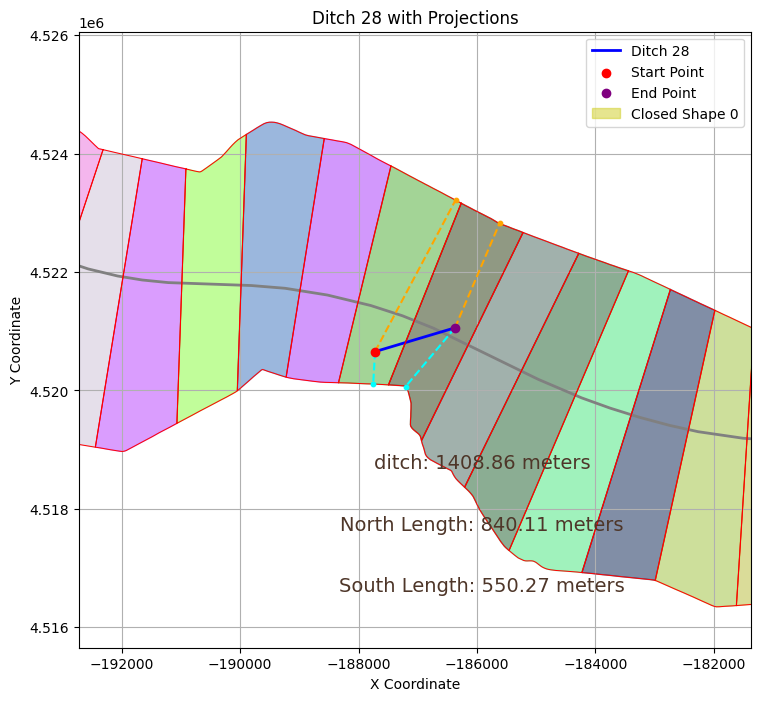 Ditch 28 with Projections
1e6
Ditch 28
Start Point
End Point
Closed Shape 0
4.526
4.524
4.522
4.520
4.518
4.516
Y Coordinate
ditch: 1408.86 meters
North Length: 840.11 meters
South Length: 550.27 meters
−192000 −190000 −188000 −186000 −184000 −182000
X Coordinate